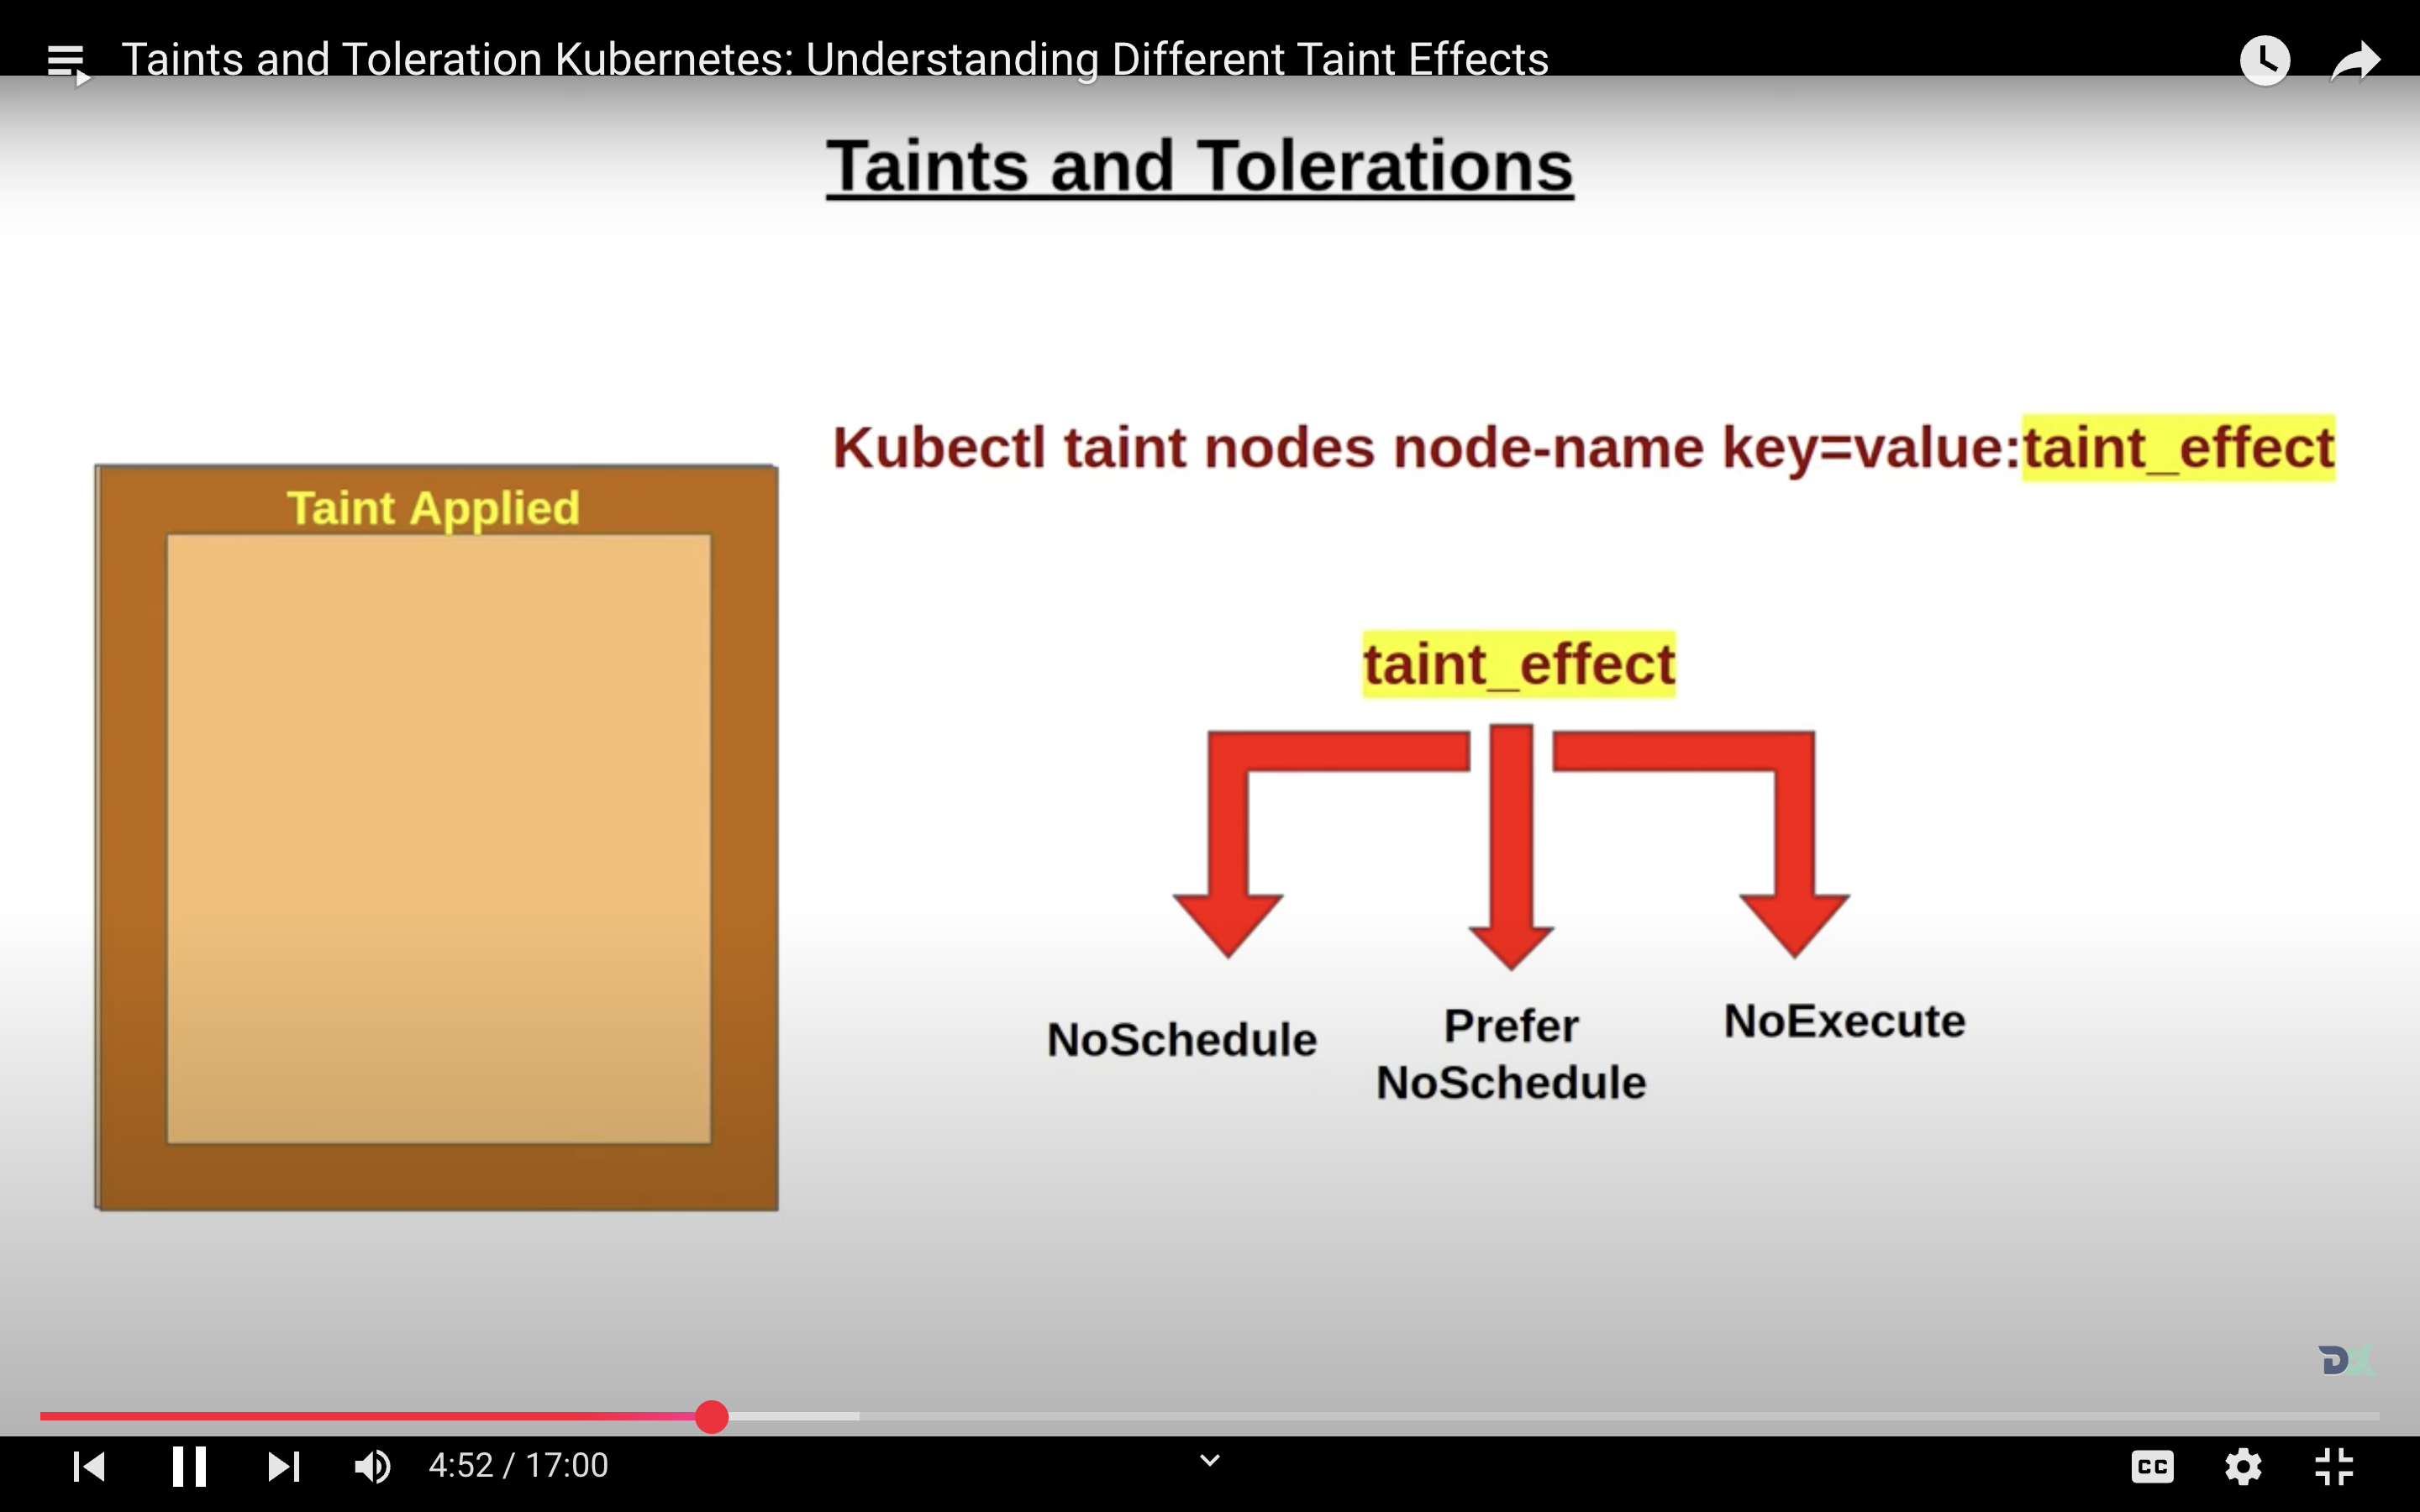 Taints and Toleration Kubernetes: Understanding Different Taint Effects
Taints and Tolerations
Kubectl taint nodes node-name key=value:taint_effect
Taint Applied
taint_effect
NoSchedule
Prefer
NoSchedule
NoExecute
DX
4:52 / 17:00
CC